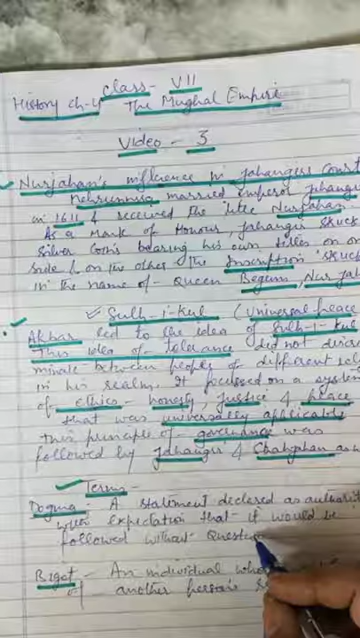 Class - VII
History Ch-4 The Mughal Empire
Video - 3
Nurjahan's influence in Jahangir's Court
Mehrunnisa married emperor Jahangir
in 1611 & received the title Nurjahan
As a Mark of Honour, Jahangir struck
Silver Coins bearing his own titles on on
side & on the other the Inscription "struck
in the name of Queen Begum, Nur Jah
Sulh-i-kul (Universal peace
Akbar led to the idea of Sulh-i-kul
This idea of tolerance did not discri
minate between people of different rel
in his realm. It focused on a system
of ethics - honesty, justice & peace
that was universally applicable
this principle of governance was
followed by Jahangir & Shahjahan as w
Terms -
Dogma - A statement declared as authorit
with expectation that it would be
followed without Questi
Bigot - An individual who
another person's